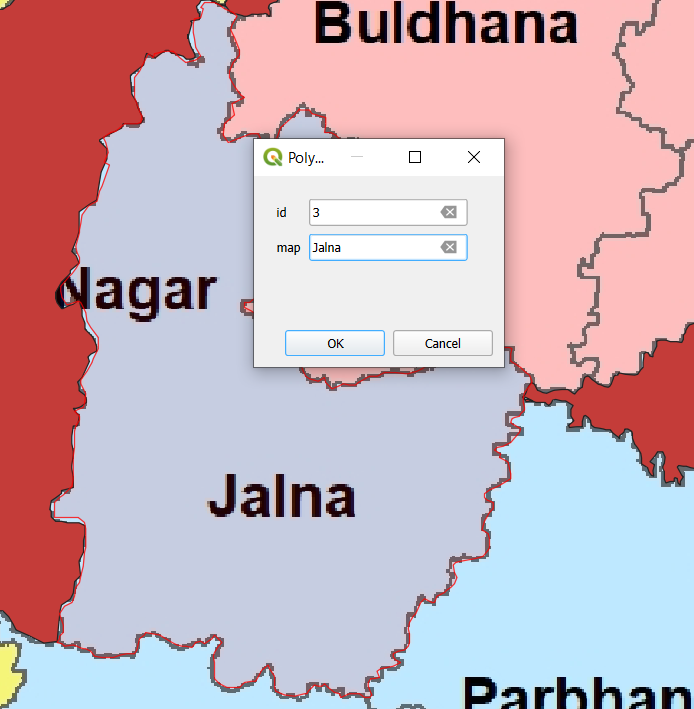 Buldhana
Poly...
id 3
map Jalna
Nagar
OK Cancel
Jalna
Parbhan